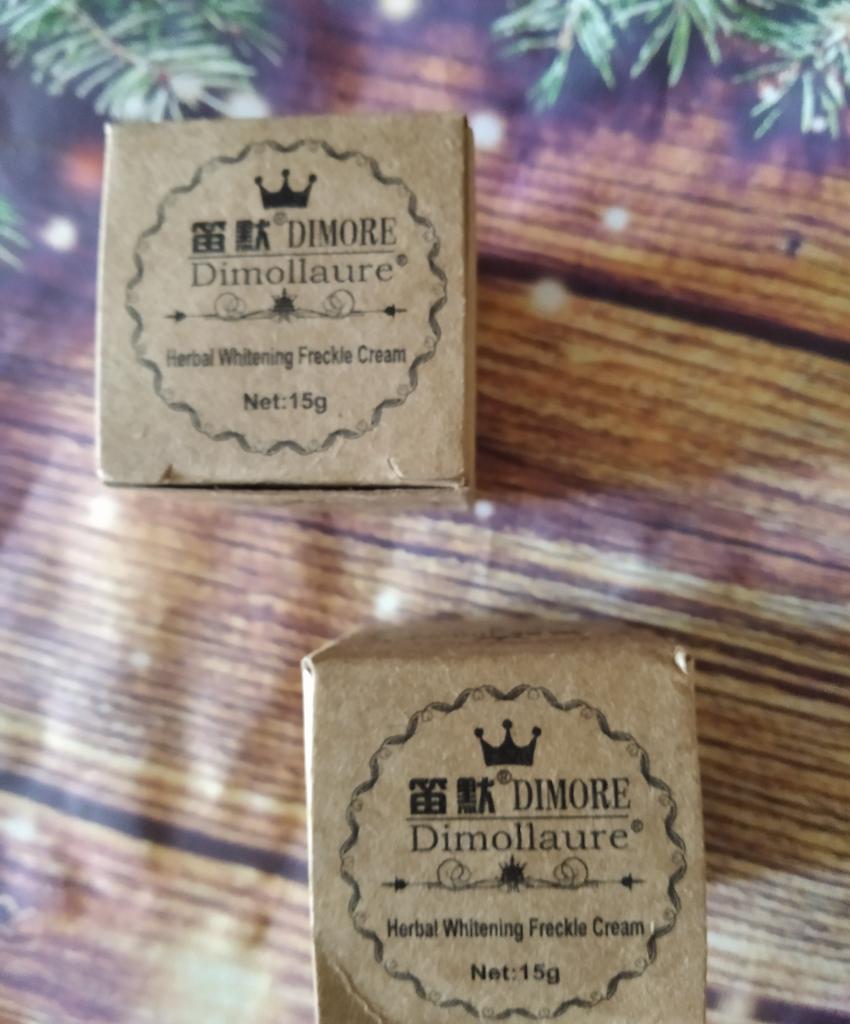 笛默® DIMORE
Dimollaure®
Herbal Whitening Freckle Cream
Net:15g
笛默® DIMORE
Dimollaure®
Herbal Whitening Freckle Cream
Net:15g